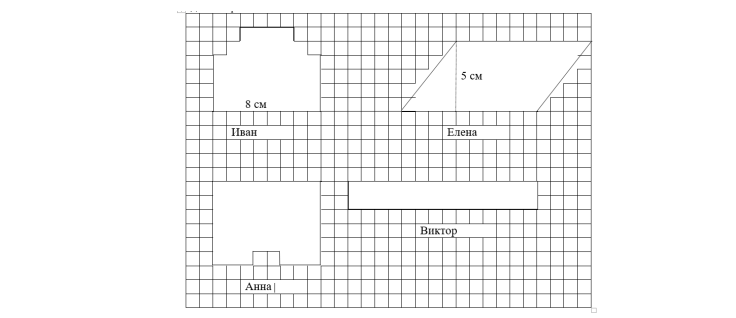 5 см
8 см
Иван
Елена
Виктор
Анна